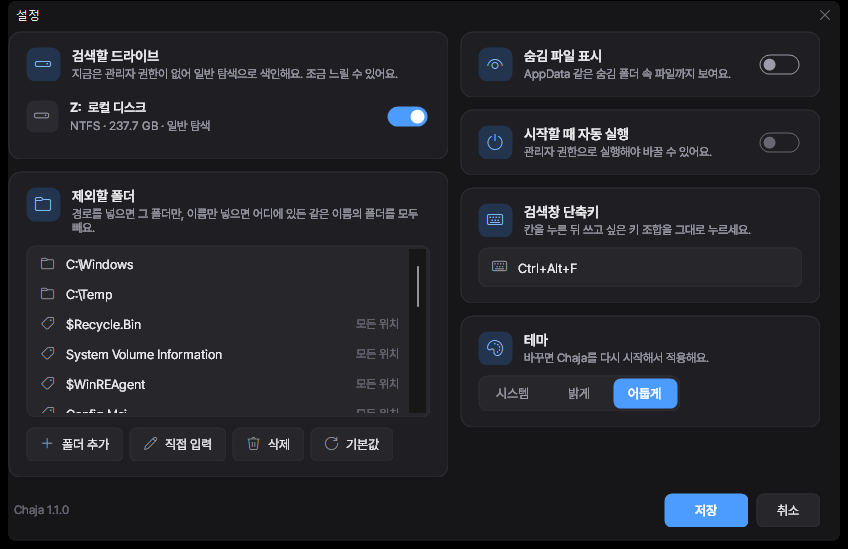 설정
검색할 드라이브
지금은 관리자 권한이 없어 일반 탐색으로 색인해요. 조금 느릴 수 있어요.
Z: 로컬 디스크
NTFS · 237.7 GB · 일반 탐색
제외할 폴더
경로를 넣으면 그 폴더만, 이름만 넣으면 어디에 있든 같은 이름의 폴더를 모두
빼요.
C:\Windows
C:\Temp
$Recycle.Bin 모든 위치
System Volume Information 모든 위치
$WinREAgent 모든 위치
Config.Msi 모든 위치
폴더 추가 직접 입력 삭제 기본값
숨김 파일 표시
AppData 같은 숨김 폴더 속 파일까지 보여요.
시작할 때 자동 실행
관리자 권한으로 실행해야 바꿀 수 있어요.
검색창 단축키
칸을 누른 뒤 쓰고 싶은 키 조합을 그대로 누르세요.
Ctrl+Alt+F
테마
바꾸면 Chaja를 다시 시작해서 적용해요.
시스템 밝게 어둡게
Chaja 1.1.0
저장 취소